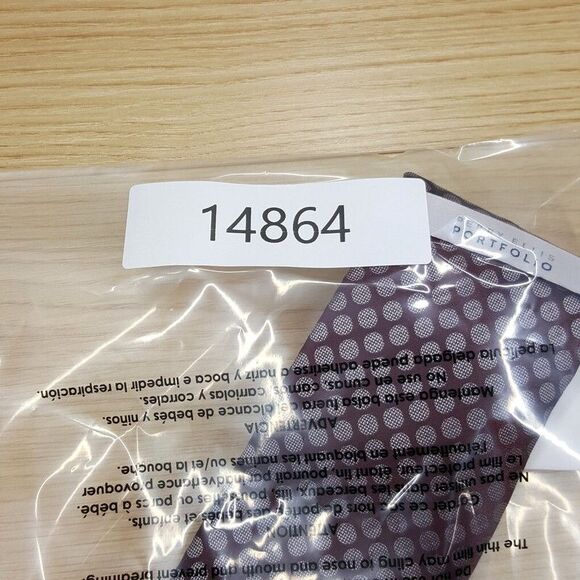 14864
PERRY ELLIS
PORTFOLIO
The thin film may cling to nose and mouth and prevent breathing.
ATTENTION
Garder ce sac hors de portée des bébés et enfants.
Ne pas utiliser dans les berceaux, lits, poussettes ou parcs à bébé.
Le film protecteur, étant fin, pourrait par inadvertance provoquer
l'étouffement en bloquant les narines ou/et la bouche.
ADVERTENCIA
Mantenga esta bolsa fuera del alcance de bebés y niños.
No use en cunas, camas, carriolas y corrales.
La película delgada puede adherirse a nariz y boca e impedir la respiración.